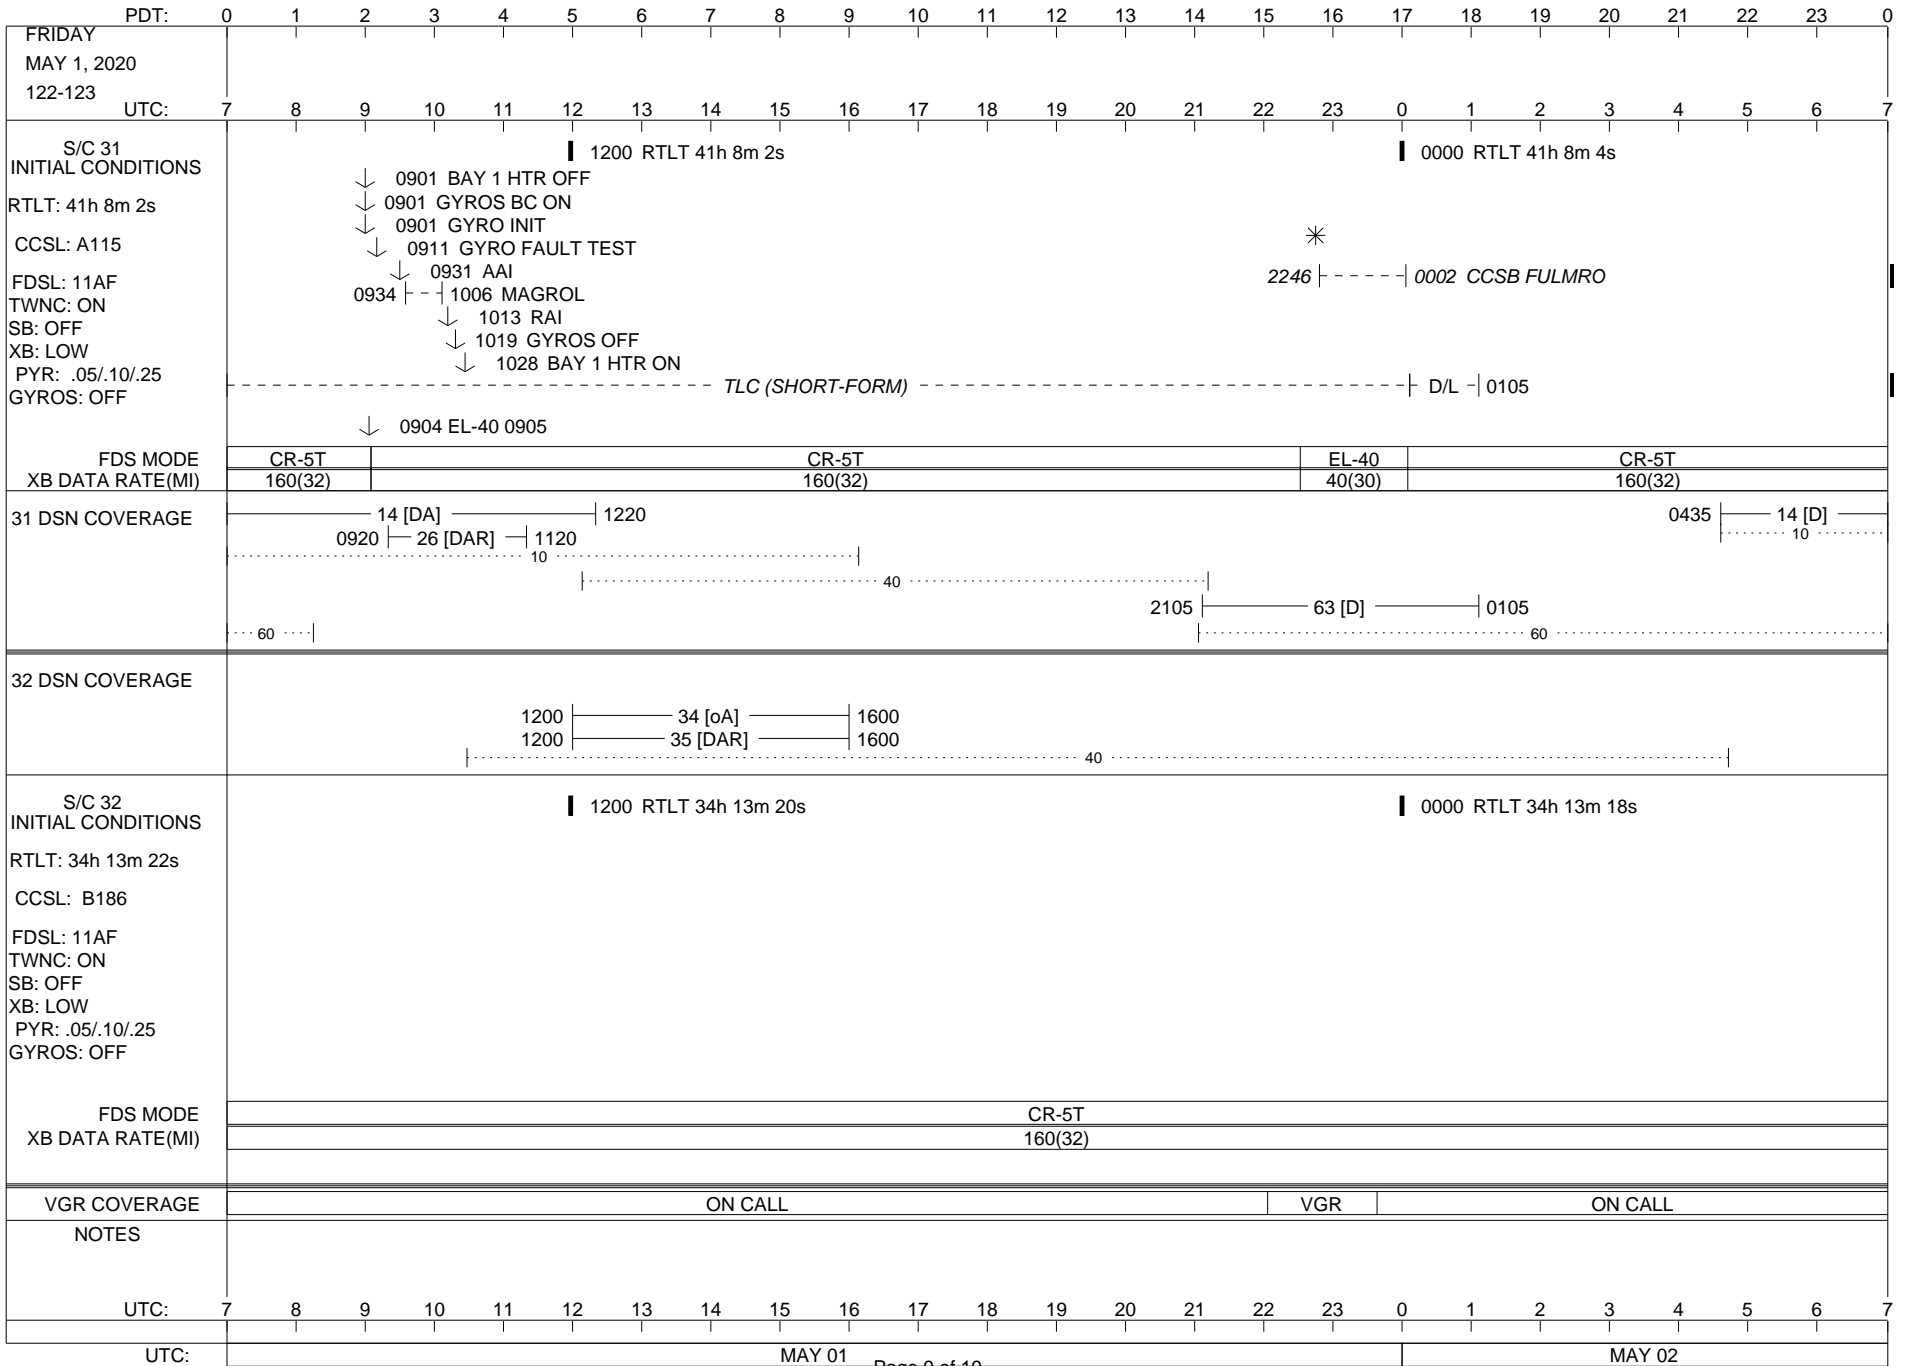 PDT: 0 1 2 3 4 5 6 7 8 9 10 11 12 13 14 15 16 17 18 19 20 21 22 23 0
FRIDAY
MAY 1, 2020
122-123
UTC: 7 8 9 10 11 12 13 14 15 16 17 18 19 20 21 22 23 0 1 2 3 4 5 6 7
S/C 31
INITIAL CONDITIONS
RTLT: 41h 8m 2s
CCSL: A115
FDSL: 11AF
TWNC: ON
SB: OFF
XB: LOW
PYR: .05/.10/.25
GYROS: OFF
1200 RTLT 41h 8m 2s
0000 RTLT 41h 8m 4s
0901 BAY 1 HTR OFF
0901 GYROS BC ON
0901 GYRO INIT
0911 GYRO FAULT TEST
0931 AAI
2246 0002 CCSB FULMRO
0934 1006 MAGROL
1013 RAI
1019 GYROS OFF
1028 BAY 1 HTR ON
TLC (SHORT-FORM) D/L 0105
0904 EL-40 0905
FDS MODE CR-5T CR-5T EL-40 CR-5T
XB DATA RATE(MI) 160(32) 160(32) 40(30) 160(32)
31 DSN COVERAGE
14 [DA] 1220
0435 14 [D]
0920 26 [DAR] 1120
10
10
40
2105 63 [D] 0105
60
60
32 DSN COVERAGE
1200 34 [oA] 1600
1200 35 [DAR] 1600
40
S/C 32
INITIAL CONDITIONS
RTLT: 34h 13m 22s
CCSL: B186
FDSL: 11AF
TWNC: ON
SB: OFF
XB: LOW
PYR: .05/.10/.25
GYROS: OFF
1200 RTLT 34h 13m 20s
0000 RTLT 34h 13m 18s
FDS MODE CR-5T
XB DATA RATE(MI) 160(32)
VGR COVERAGE ON CALL VGR ON CALL
NOTES
UTC: 7 8 9 10 11 12 13 14 15 16 17 18 19 20 21 22 23 0 1 2 3 4 5 6 7
UTC: MAY 01 MAY 02